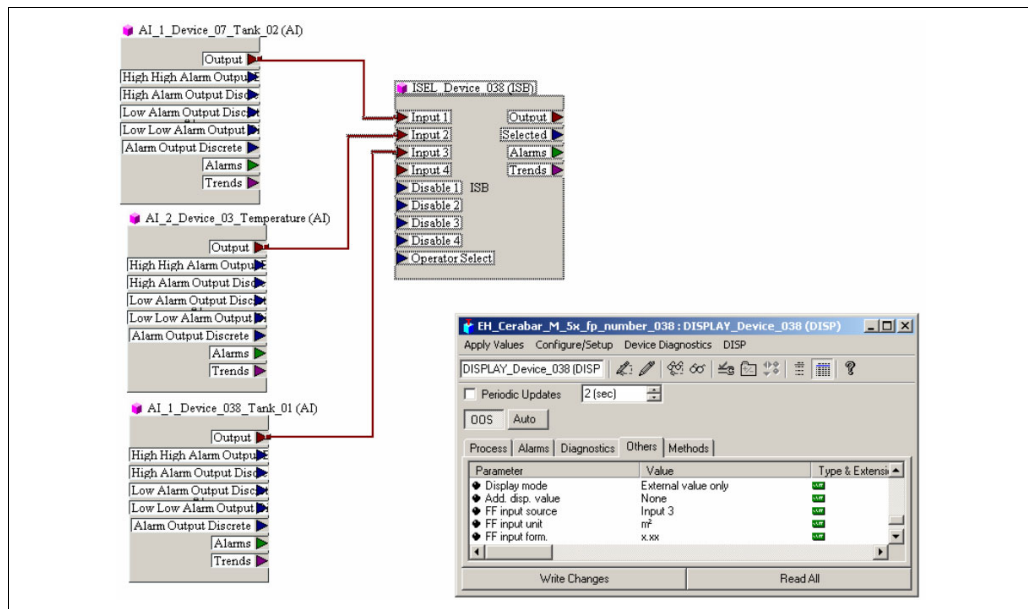 AI_1_Device_07_Tank_02 (AI)
Output
High High Alarm Output
High Alarm Output Disc
Low Alarm Output Disc
Low Low Alarm Output
Alarm Output Discrete
Alarms
Trends
ISEL_Device_038 (ISB)
Input 1
Output
Input 2
Selected
Input 3
Alarms
Input 4
Trends
Disable 1
ISB
Disable 2
Disable 3
Disable 4
Operator Select
AI_2_Device_03_Temperature (AI)
Output
High High Alarm Output
High Alarm Output Disc
Low Alarm Output Disc
Low Low Alarm Output
Alarm Output Discrete
Alarms
Trends
AI_1_Device_038_Tank_01 (AI)
Output
High High Alarm Output
High Alarm Output Disc
Low Alarm Output Disc
Low Low Alarm Output
Alarm Output Discrete
Alarms
Trends
EH_Cerabar_M_5x_fp_number_038 : DISPLAY_Device_038 (DISP)
Apply Values Configure/Setup Device Diagnostics DISP
DISPLAY_Device_038 (DISP
Periodic Updates 2 (sec)
OOS Auto
Process Alarms Diagnostics Others Methods
Parameter Value Type & Extensi
Display mode External value only
Add. disp. value None
FF input source Input 3
FF input unit m²
FF input form. x.xx
Write Changes Read All